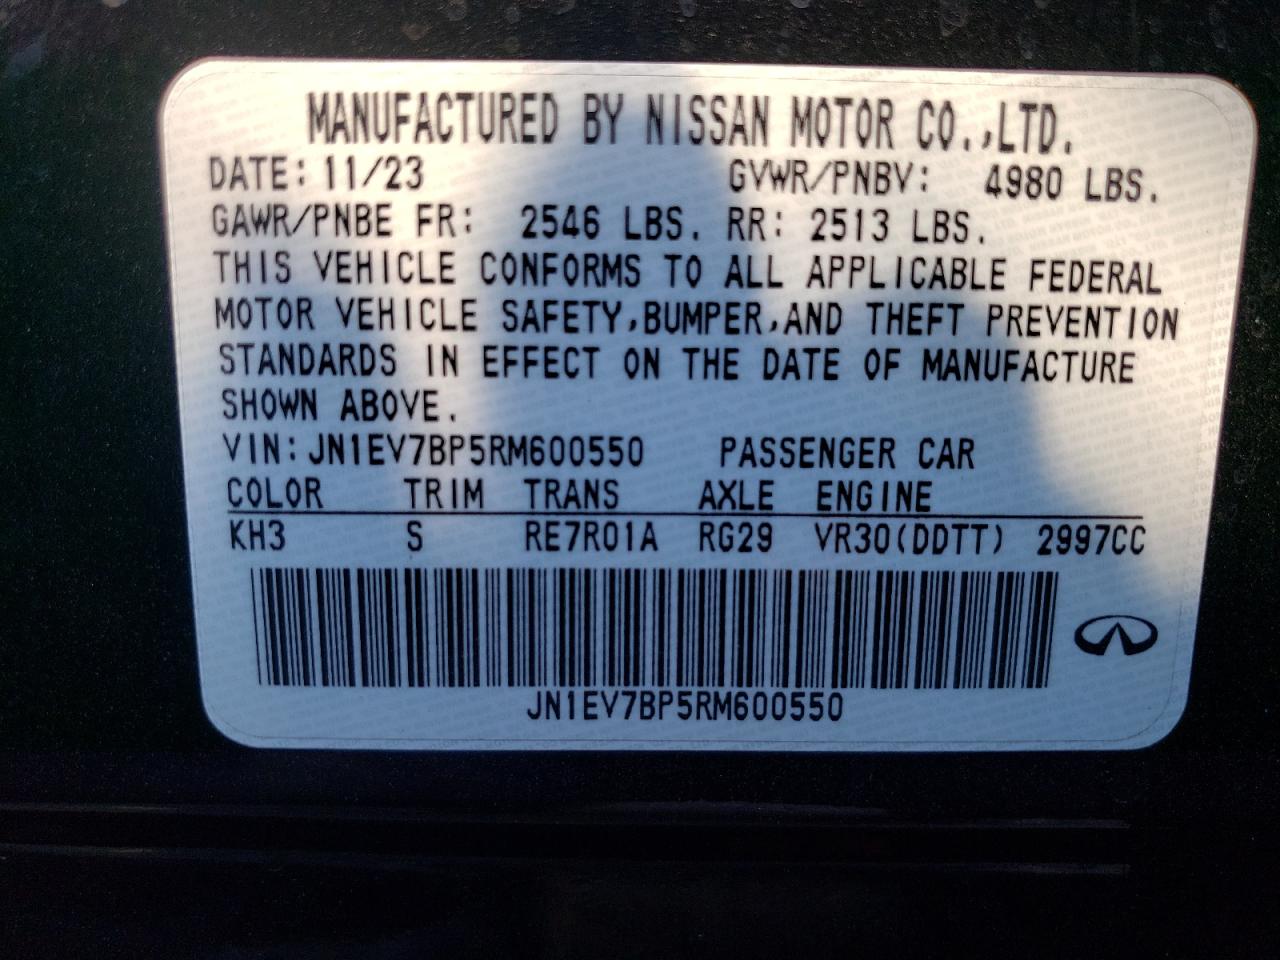 MANUFACTURED BY NISSAN MOTOR CO.,LTD.
DATE: 11/23 GVWR/PNBV: 4980 LBS.
GAWR/PNBE FR: 2546 LBS. RR: 2513 LBS.
THIS VEHICLE CONFORMS TO ALL APPLICABLE FEDERAL
MOTOR VEHICLE SAFETY,BUMPER,AND THEFT PREVENTION
STANDARDS IN EFFECT ON THE DATE OF MANUFACTURE
SHOWN ABOVE.
VIN: JN1EV7BP5RM600550 PASSENGER CAR
COLOR TRIM TRANS AXLE ENGINE
KH3 S RE7R01A RG29 VR30(DDTT) 2997CC
JN1EV7BP5RM600550